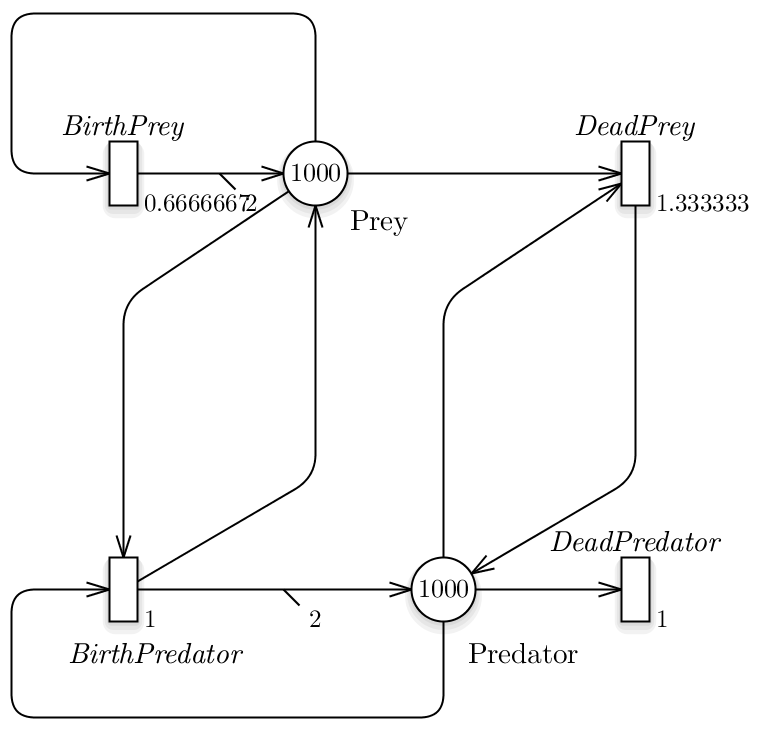 BirthPrey
DeadPrey
1000
0.6666667
2
1.333333
Prey
DeadPredator
1000
1
2
1
BirthPredator
Predator